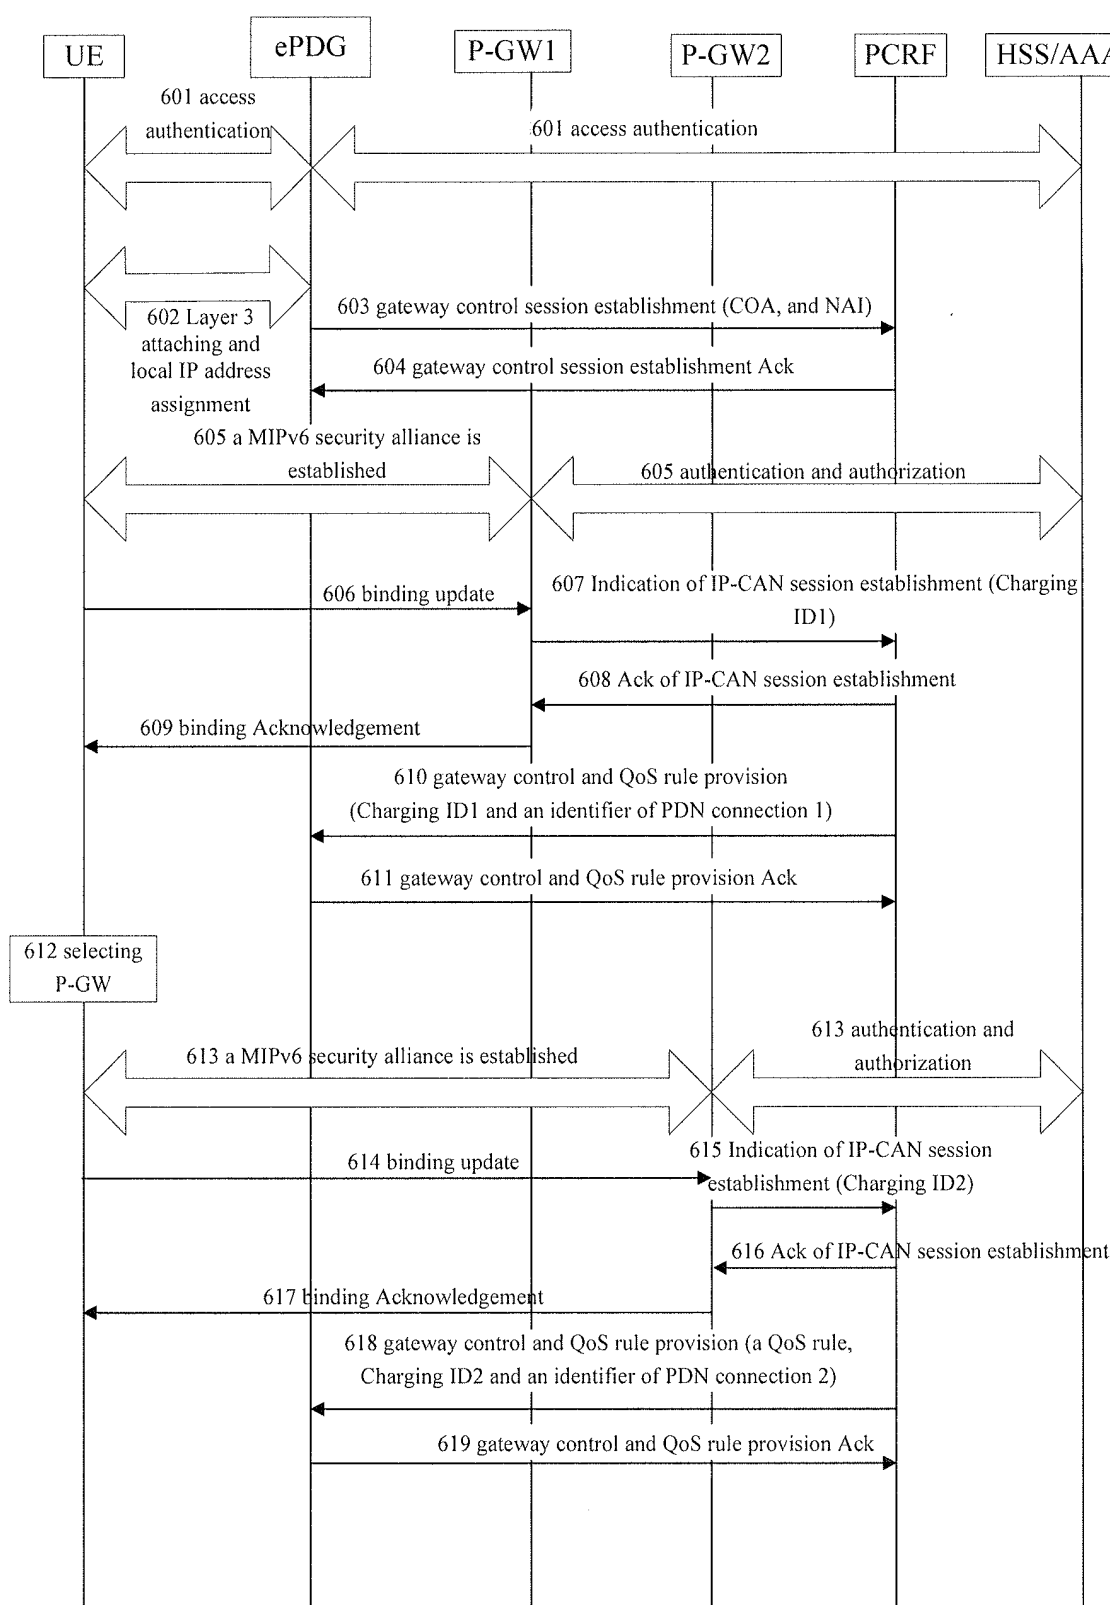 UE
ePDG
P-GW1
P-GW2
PCRF
HSS/AAA
601 access
authentication
601 access authentication
602 Layer 3
attaching and
local IP address
assignment
603 gateway control session establishment (COA, and NAI)
604 gateway control session establishment Ack
605 a MIPv6 security alliance is
established
605 authentication and authorization
606 binding update
607 Indication of IP-CAN session establishment (Charging
ID1)
608 Ack of IP-CAN session establishment
609 binding Acknowledgement
610 gateway control and QoS rule provision
(Charging ID1 and an identifier of PDN connection 1)
611 gateway control and QoS rule provision Ack
612 selecting
P-GW
613 a MIPv6 security alliance is established
613 authentication and
authorization
614 binding update
615 Indication of IP-CAN session
establishment (Charging ID2)
616 Ack of IP-CAN session establishment
617 binding Acknowledgement
618 gateway control and QoS rule provision (a QoS rule,
Charging ID2 and an identifier of PDN connection 2)
619 gateway control and QoS rule provision Ack